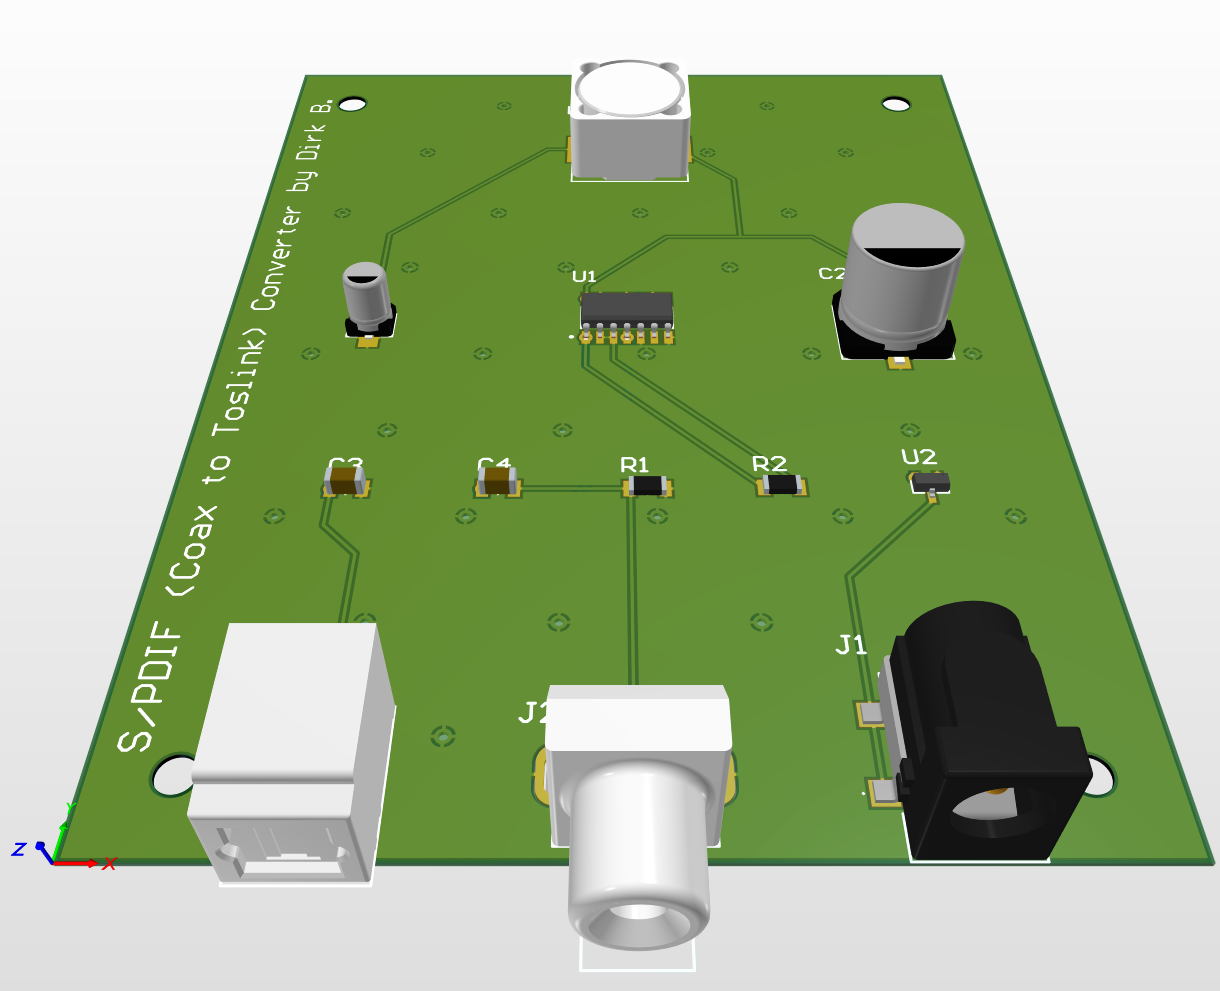 S/PDIF (Coax to Toslink) Converter by Dirk B.
U1
C2
C3
C4
R1
R2
U2
J1
J2
Y
Z
X